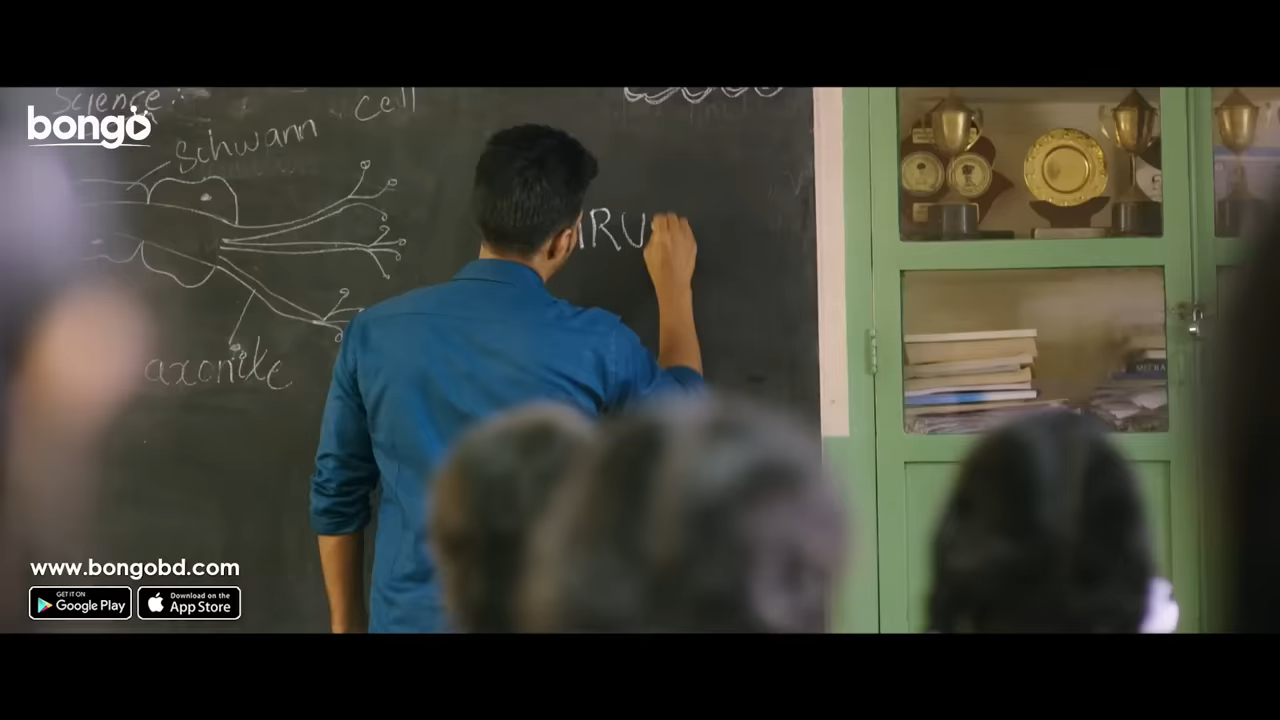 Science :
cell
bongo
schwann
IRU
axonite
www.bongobd.com
GET IT ON
Google Play
Download on the
App Store